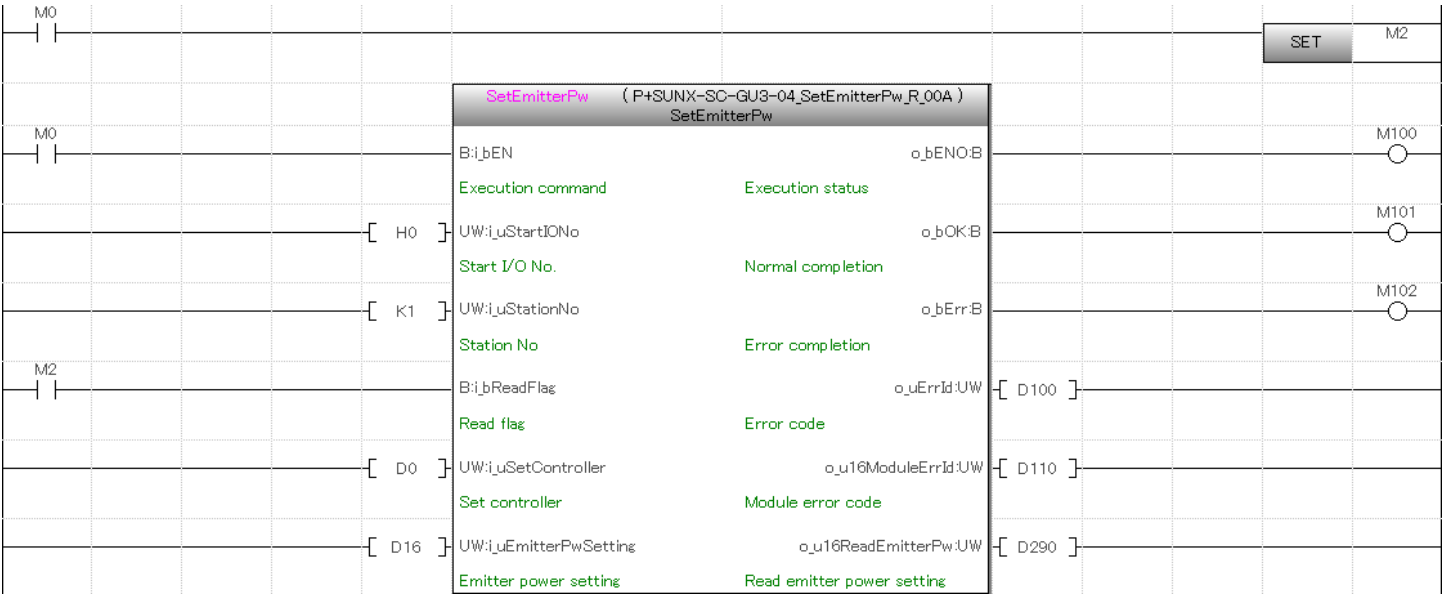 M0
SET M2
SetEmitterPw (P+SUNX-SC-GU3-04_SetEmitterPw_R_00A)
SetEmitterPw
M0 M100
B:i_bEN o_bENO:B
Execution command Execution status
M101
H0 UW:i_uStartIONo o_bOK:B
Start I/O No. Normal completion
M102
K1 UW:i_uStationNo o_bErr:B
Station No Error completion
M2
B:i_bReadFlag o_uErrId:UW D100
Read flag Error code
D0 UW:i_uSetController o_u16ModuleErrId:UW D110
Set controller Module error code
D16 UW:i_uEmitterPwSetting o_u16ReadEmitterPw:UW D290
Emitter power setting Read emitter power setting